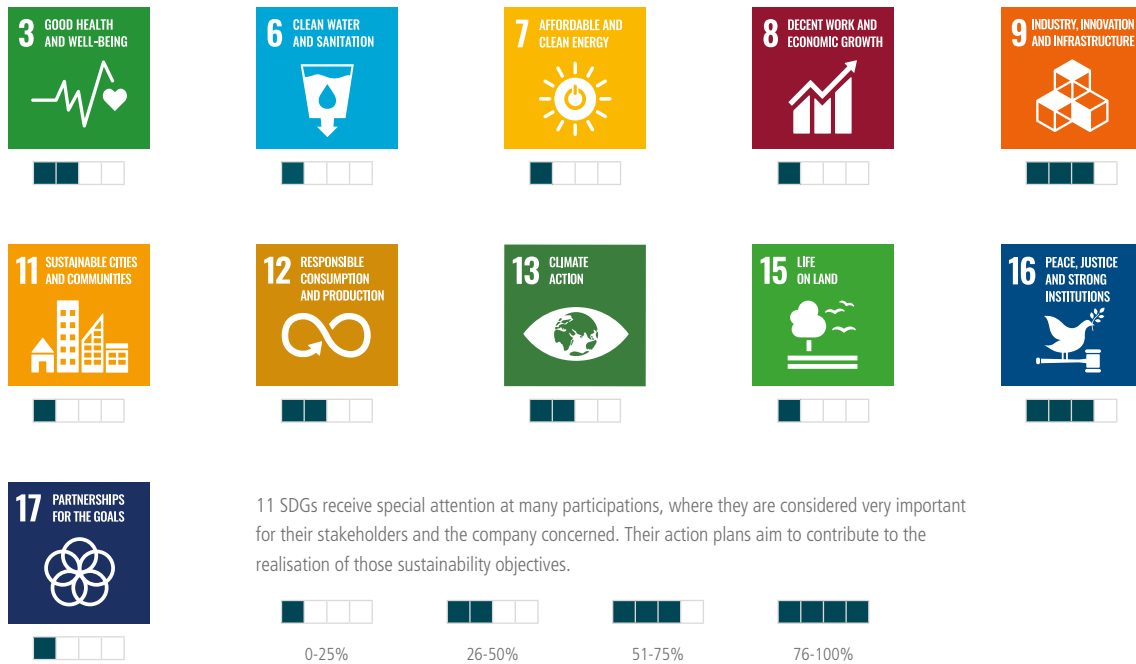 3 GOOD HEALTH
AND WELL-BEING
6 CLEAN WATER
AND SANITATION
7 AFFORDABLE AND
CLEAN ENERGY
8 DECENT WORK AND
ECONOMIC GROWTH
9 INDUSTRY, INNOVATION
AND INFRASTRUCTURE
11 SUSTAINABLE CITIES
AND COMMUNITIES
12 RESPONSIBLE
CONSUMPTION
AND PRODUCTION
13 CLIMATE
ACTION
15 LIFE
ON LAND
16 PEACE, JUSTICE
AND STRONG
INSTITUTIONS
17 PARTNERSHIPS
FOR THE GOALS
11 SDGs receive special attention at many participations, where they are considered very important
for their stakeholders and the company concerned. Their action plans aim to contribute to the
realisation of those sustainability objectives.
0-25%
26-50%
51-75%
76-100%